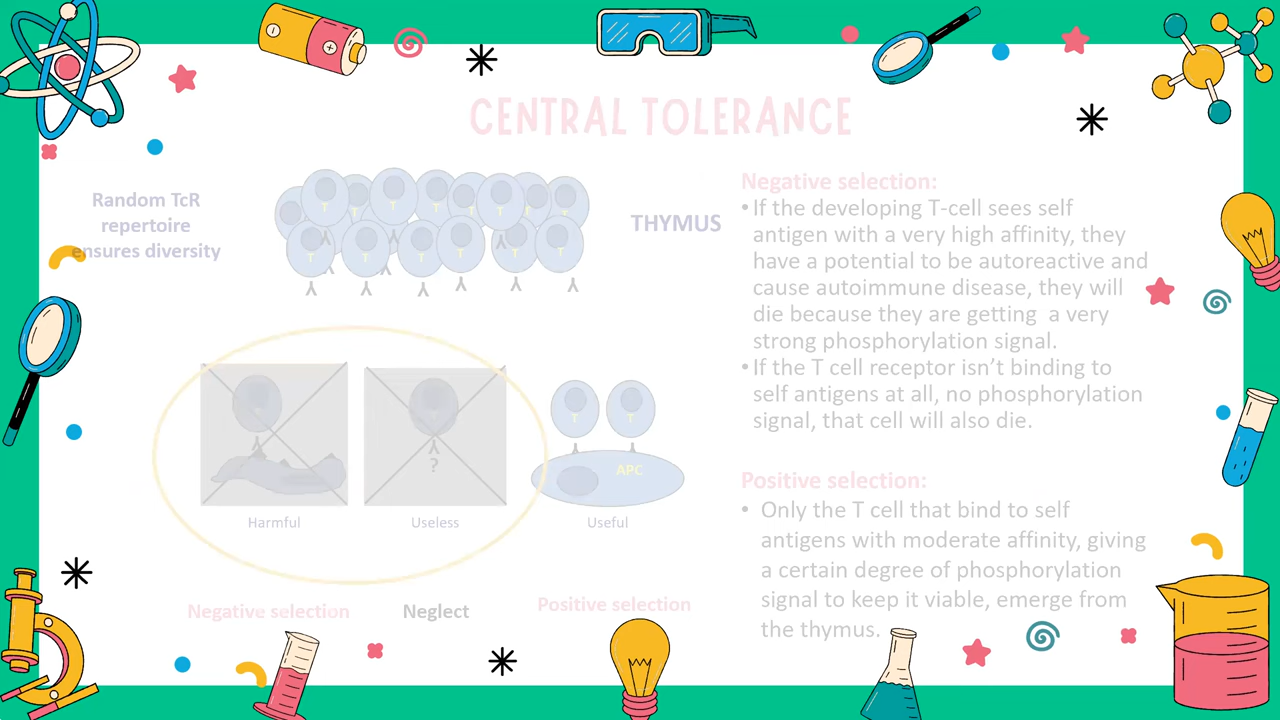 CENTRAL TOLERANCE
Random TcR
repertoire
ensures diversity
T T T T T T T T
T T T T T T
THYMUS
T
T
?
T T
APC
Harmful
Useless
Useful
Negative selection
Neglect
Positive selection
Negative selection:
• If the developing T-cell sees self
antigen with a very high affinity, they
have a potential to be autoreactive and
cause autoimmune disease, they will
die because they are getting a very
strong phosphorylation signal.
• If the T cell receptor isn't binding to
self antigens at all, no phosphorylation
signal, that cell will also die.
Positive selection:
• Only the T cell that bind to self
antigens with moderate affinity, giving
a certain degree of phosphorylation
signal to keep it viable, emerge from
the thymus.